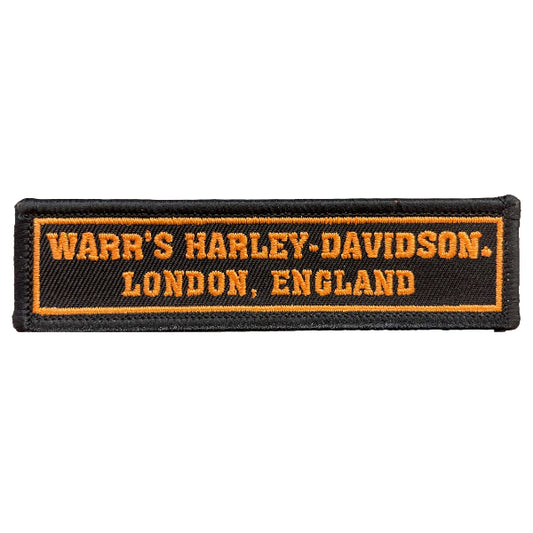 WARR'S HARLEY-DAVIDSON.
LONDON, ENGLAND